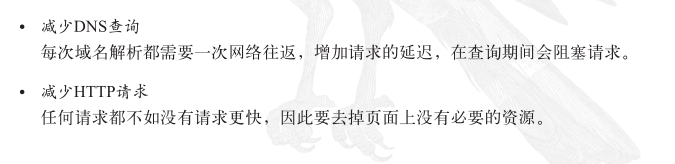 • 减少DNS查询
每次域名解析都需要一次网络往返，增加请求的延迟，在查询期间会阻塞请求。
• 减少HTTP请求
任何请求都不如没有请求更快，因此要去掉页面上没有必要的资源。